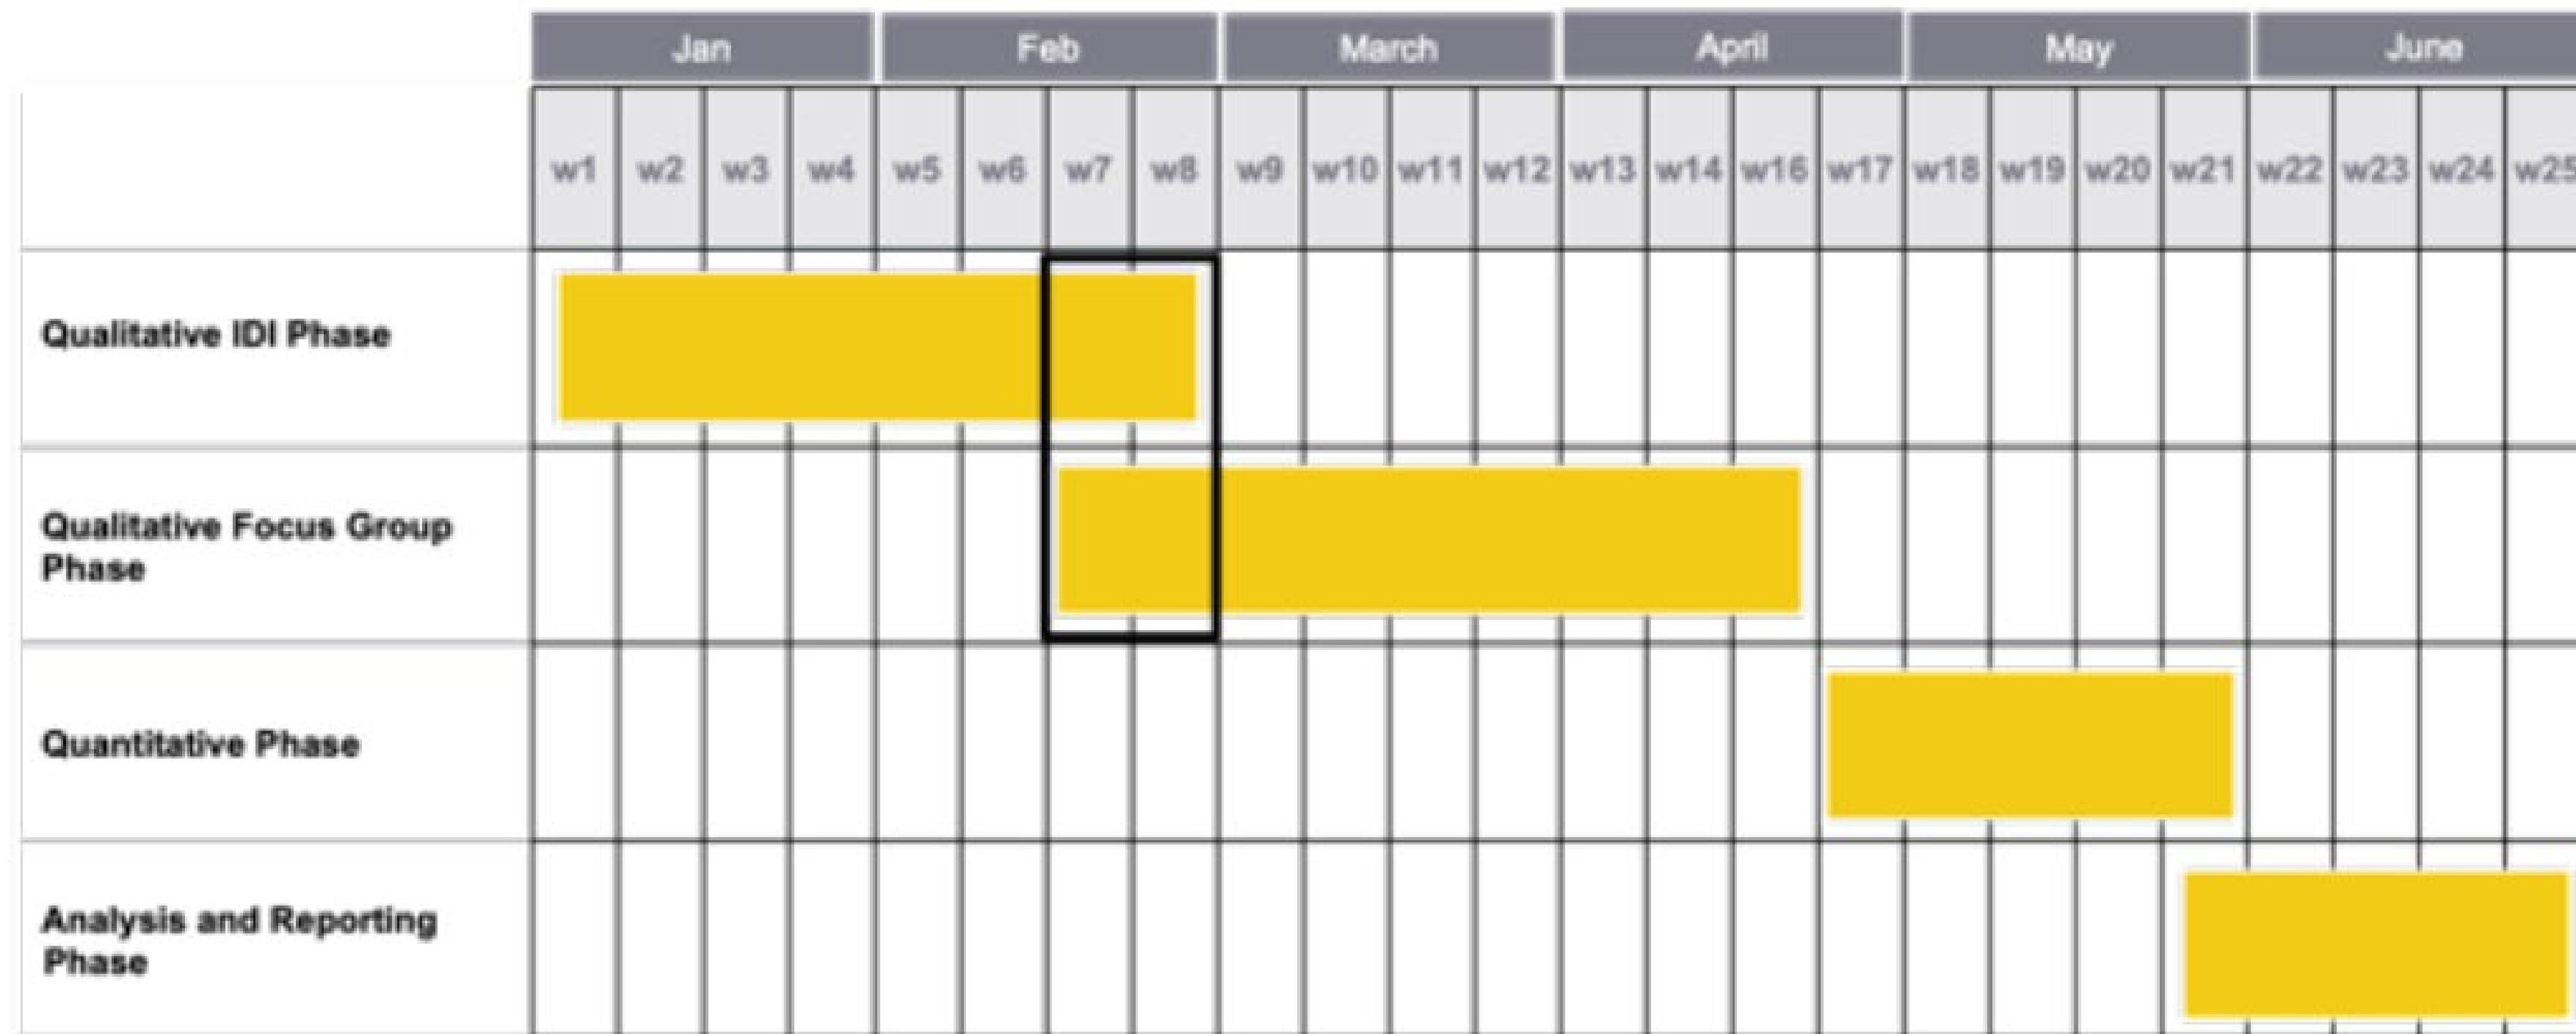 Jan Feb March April May June
w1 w2 w3 w4 w5 w6 w7 w8 w9 w10 w11 w12 w13 w14 w16 w17 w18 w19 w20 w21 w22 w23 w24 w25
Qualitative IDI Phase
Qualitative Focus Group
Phase
Quantitative Phase
Analysis and Reporting
Phase